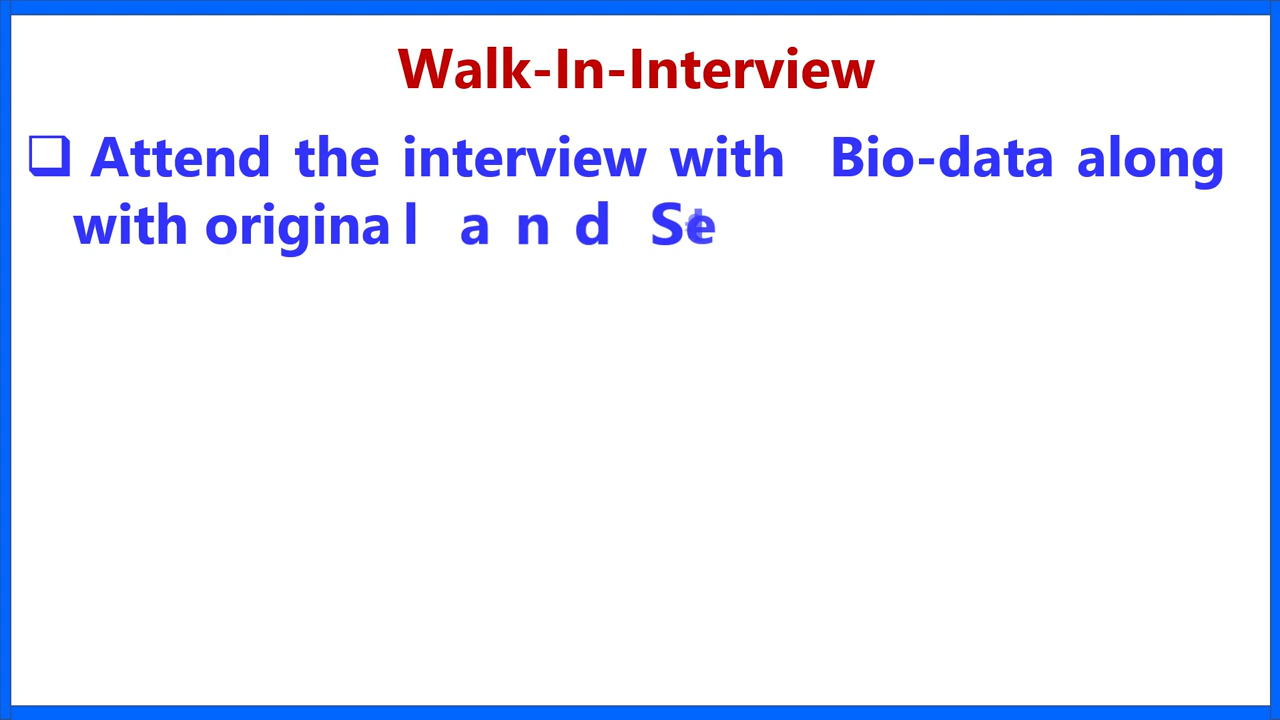 Walk-In-Interview
❑ Attend the interview with Bio-data along
with original and Se